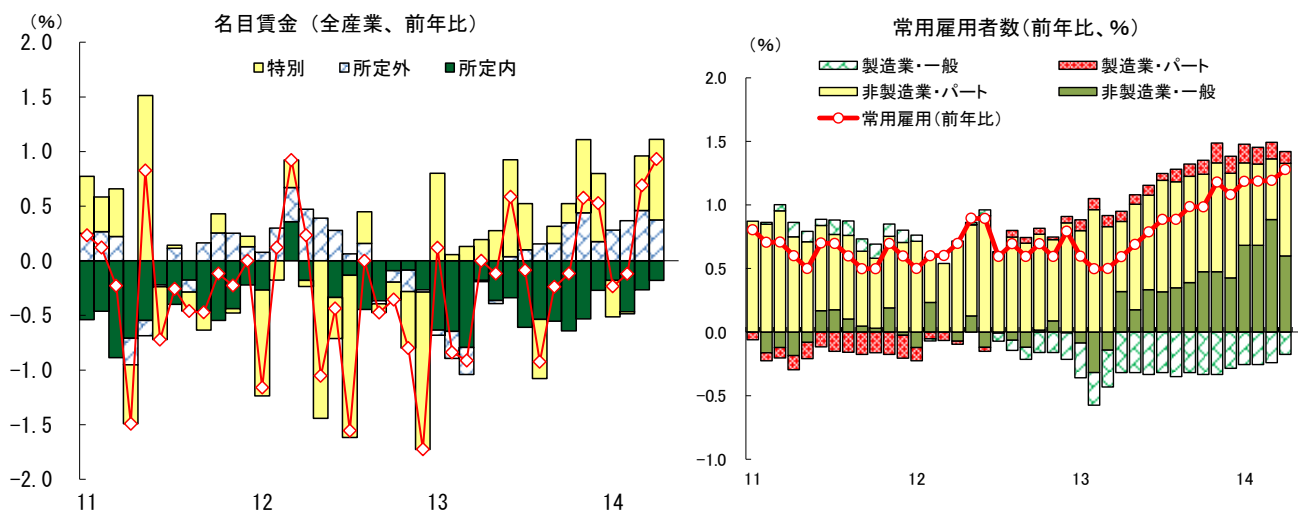 名目賃金（全産業、前年比）
（%）
特別 所定外 所定内
2.0
1.5
1.0
0.5
0.0
-0.5
-1.0
-1.5
-2.0
11 12 13 14
常用雇用者数（前年比、%）
（%）
製造業・一般 製造業・パート
非製造業・パート 非製造業・一般
常用雇用（前年比）
2.0
1.5
1.0
0.5
0.0
-0.5
-1.0
11 12 13 14